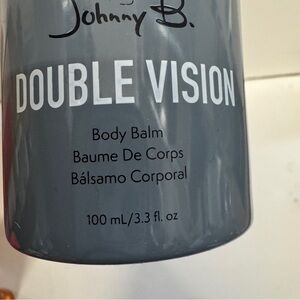 Johnny B.
DOUBLE VISION
Body Balm
Baume De Corps
Bálsamo Corporal
100 mL/3.3 fl. oz